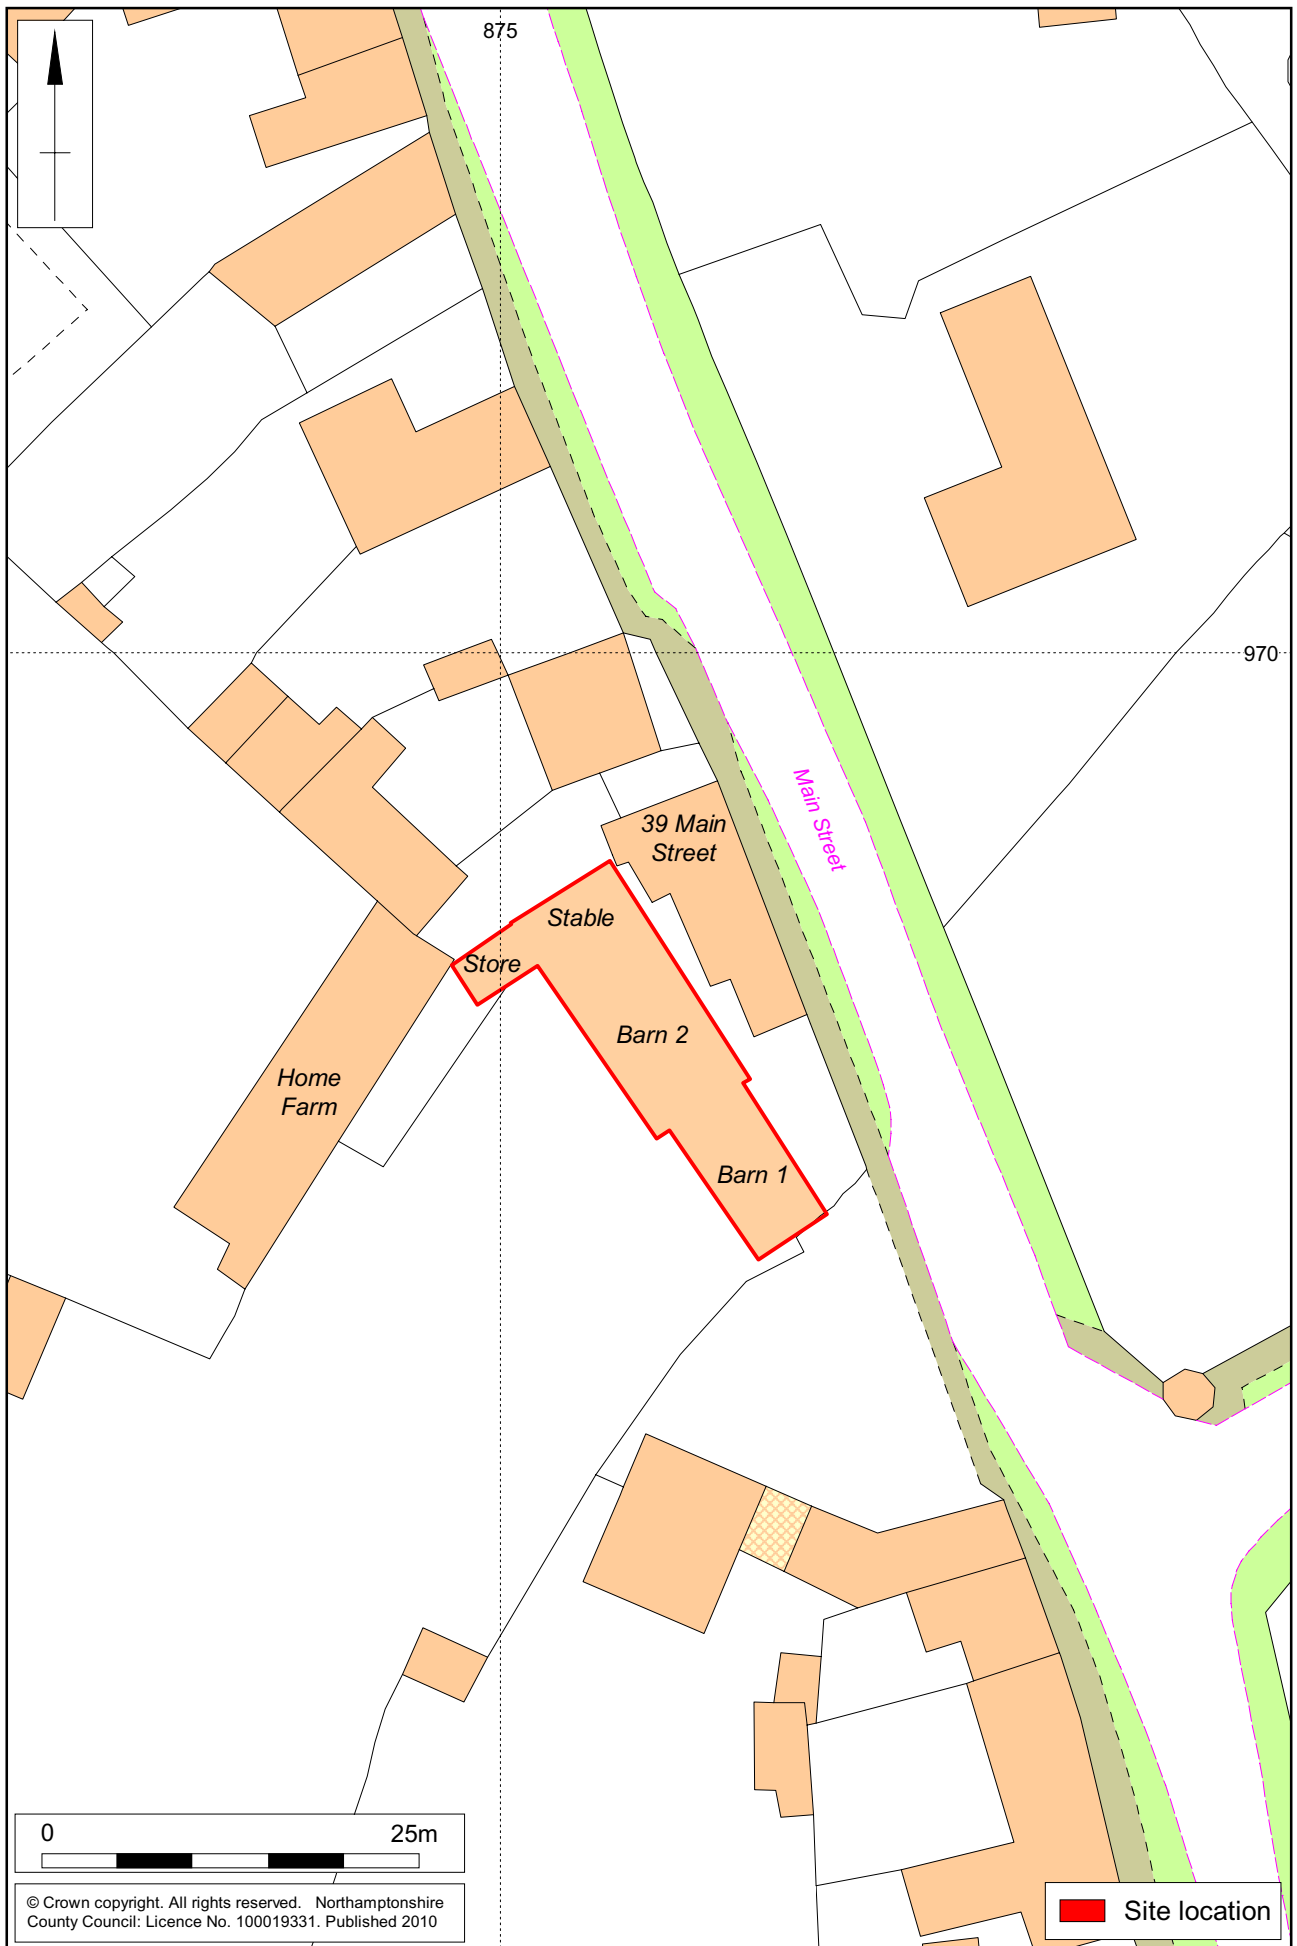 875
970
Main Street
39 Main
Street
Stable
Store
Barn 2
Home
Farm
Barn 1
0 25m
© Crown copyright. All rights reserved. Northamptonshire
County Council: Licence No. 100019331. Published 2010
Site location